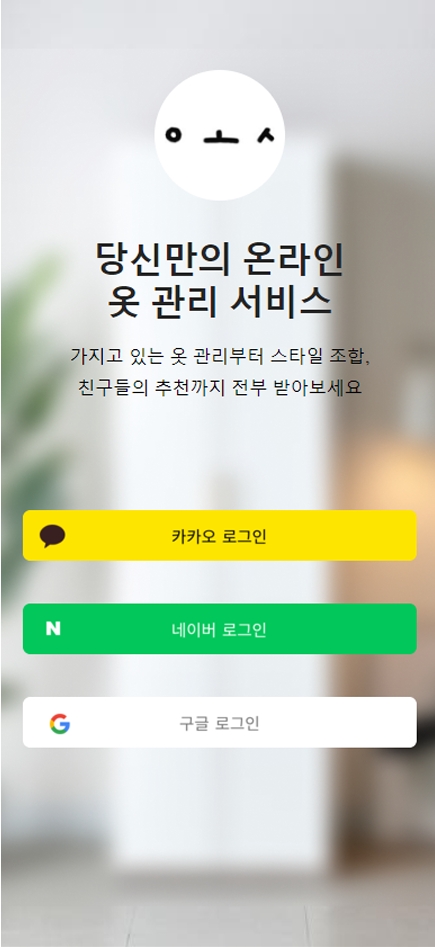 ㅇ ㅗ ㅅ
당신만의 온라인
옷 관리 서비스
가지고 있는 옷 관리부터 스타일 조합,
친구들의 추천까지 전부 받아보세요
카카오 로그인
N 네이버 로그인
G 구글 로그인